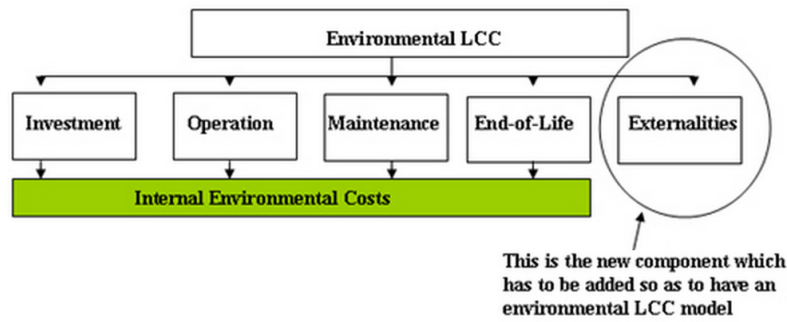 Environmental LCC
Investment
Operation
Maintenance
End-of-Life
Externalities
Internal Environmental Costs
This is the new component which
has to be added so as to have an
environmental LCC model